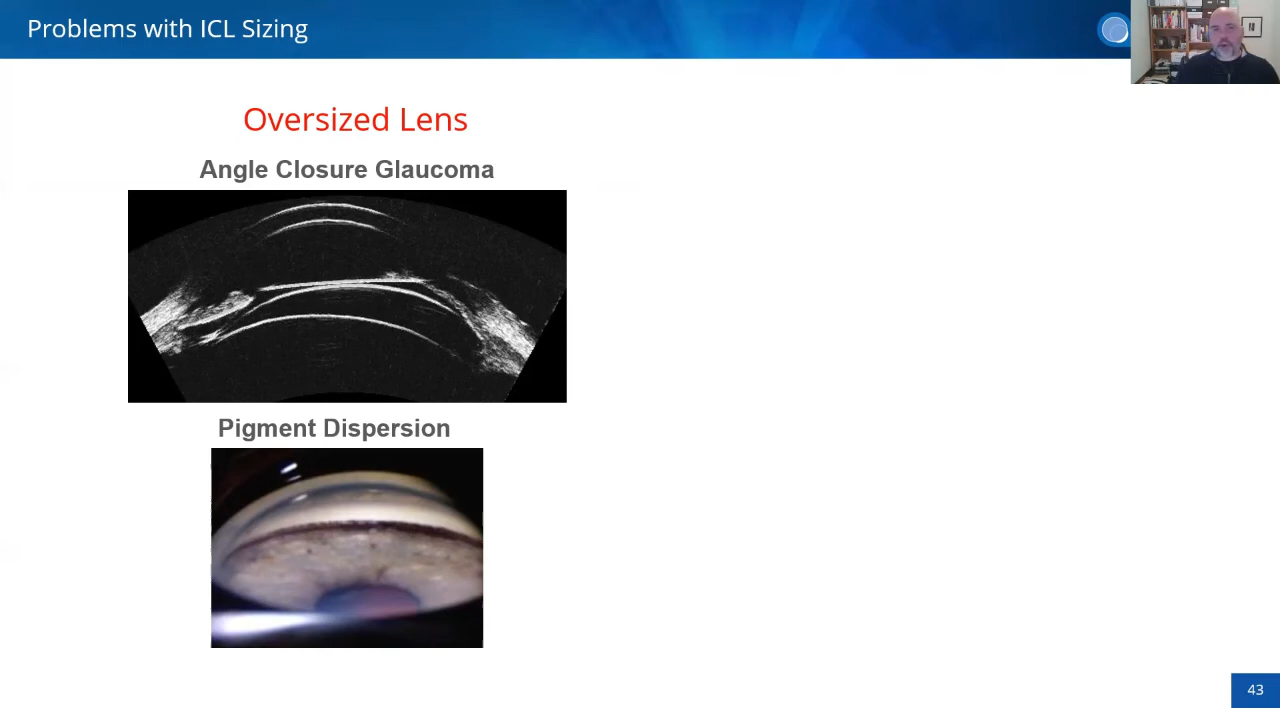 Problems with ICL Sizing
Oversized Lens
Angle Closure Glaucoma
Pigment Dispersion
43